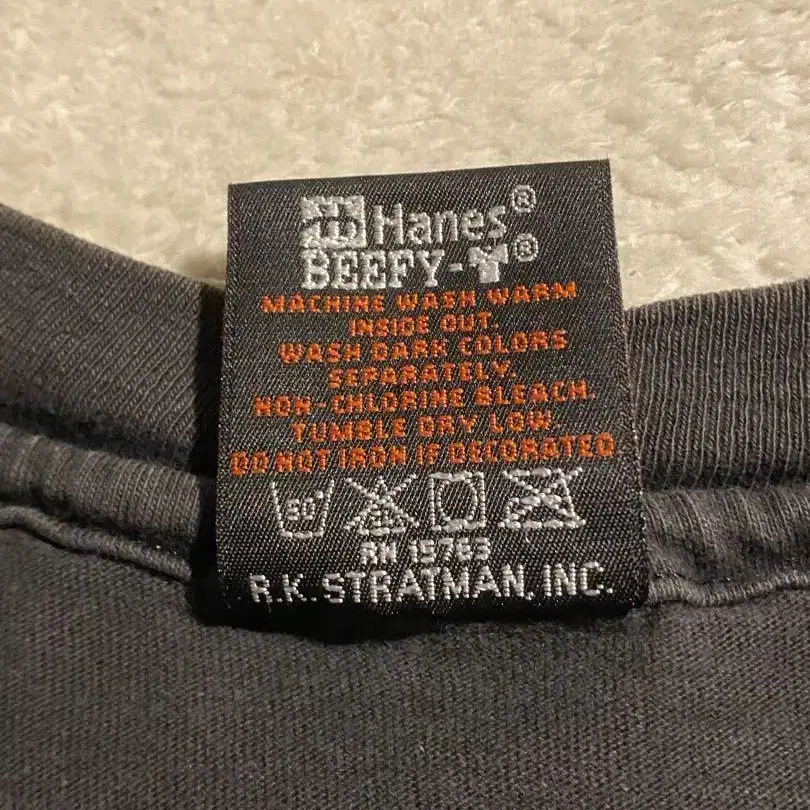 Hanes®
BEEFY-T®
MACHINE WASH WARM
INSIDE OUT.
WASH DARK COLORS
SEPARATELY.
NON-CHLORINE BLEACH.
TUMBLE DRY LOW.
DO NOT IRON IF DECORATED
RN 15763
R.K. STRATMAN, INC.